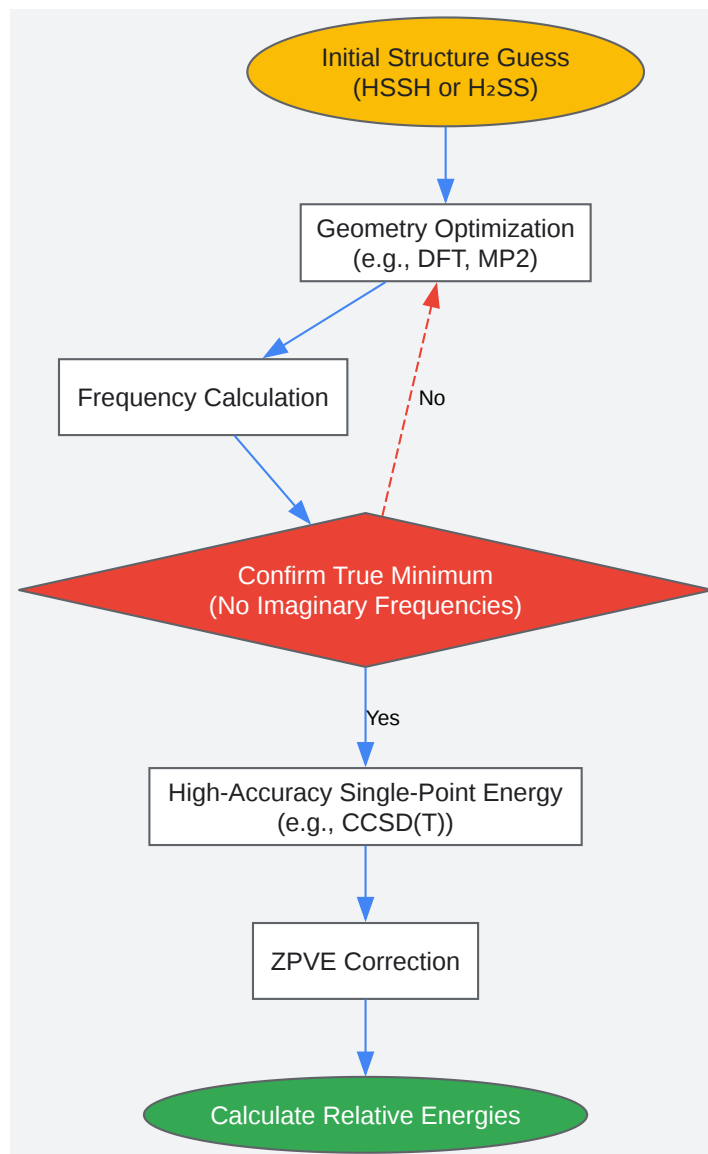 Initial Structure Guess
(HSSH or H₂SS)
Geometry Optimization
(e.g., DFT, MP2)
Frequency Calculation
No
Confirm True Minimum
(No Imaginary Frequencies)
Yes
High-Accuracy Single-Point Energy
(e.g., CCSD(T))
ZPVE Correction
Calculate Relative Energies